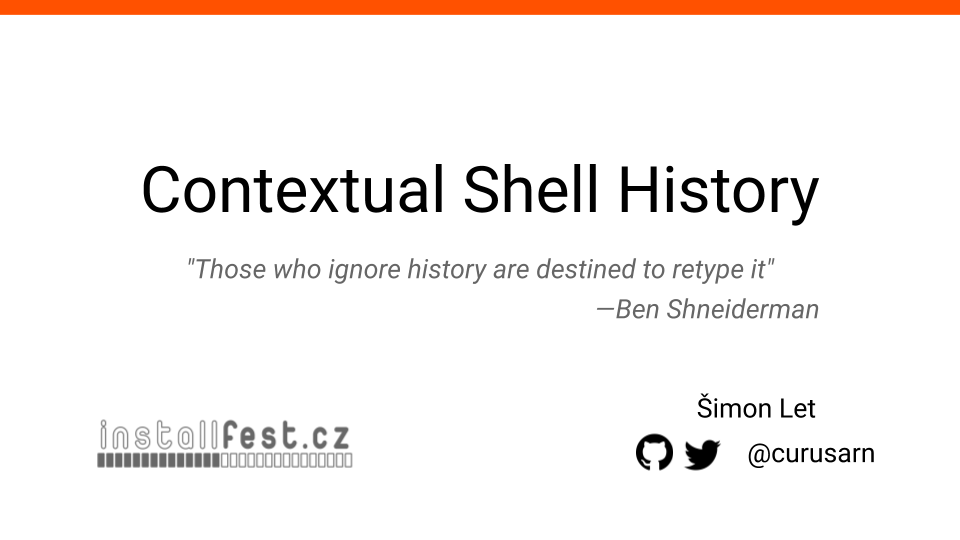 Contextual Shell History
"Those who ignore history are destined to retype it"
—Ben Shneiderman
Šimon Let
@curusarn
installfest.cz